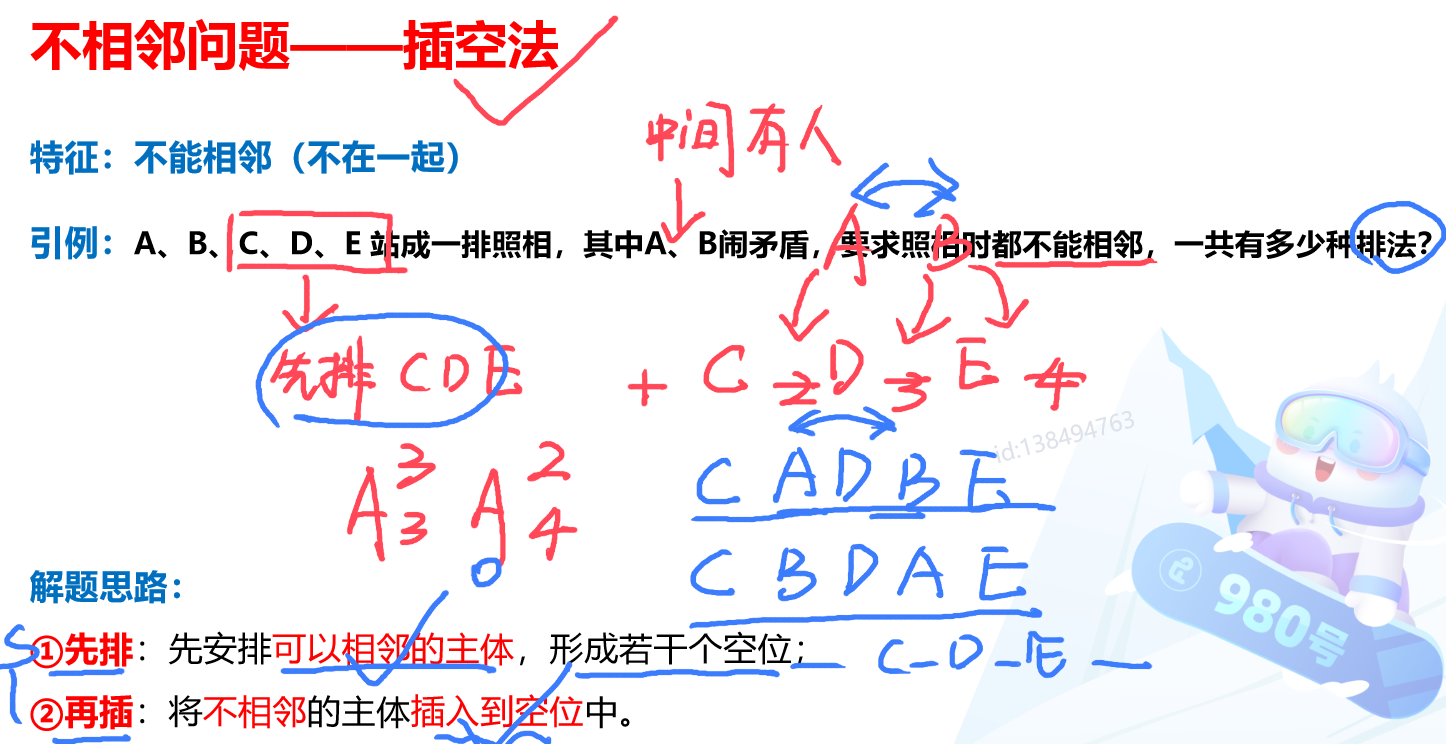 不相邻问题——插空法
中间有人
特征：不能相邻（不在一起）
A B
引例：A、B、C、D、E 站成一排照相，其中A、B闹矛盾，要求照相时都不能相邻，一共有多少种排法？
先排 CDE + C 2 D 3 E 4
id:138494763
A 3 3 A 2 4
C A D B E
C B D A E
解题思路：
980号
①先排：先安排可以相邻的主体，形成若干个空位；
C - D - E —
②再插：将不相邻的主体插入到空位中。